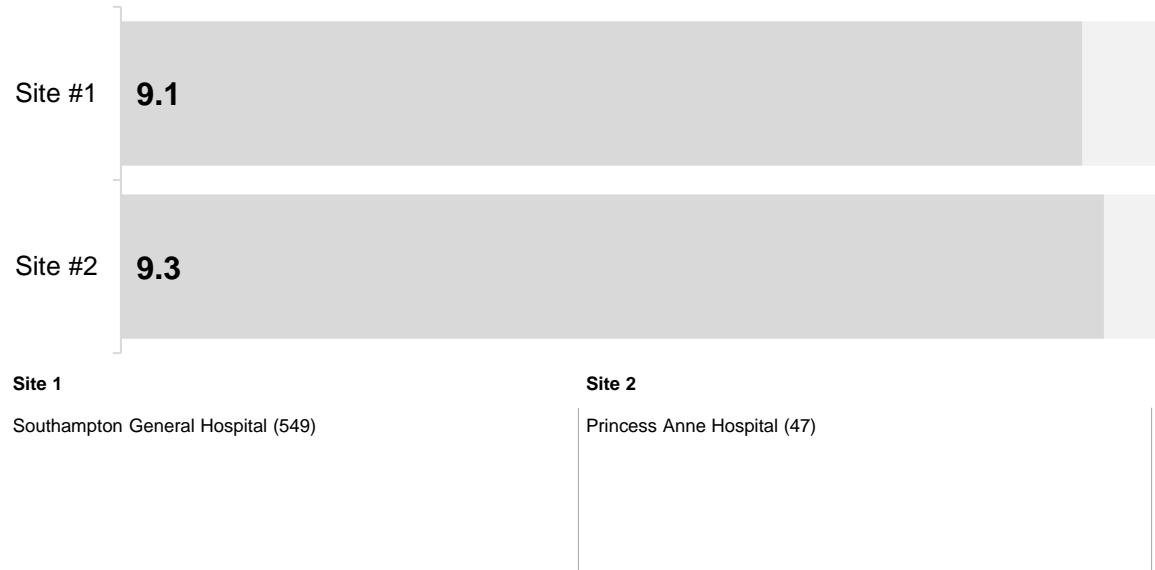 Site #1 9.1
Site #2 9.3
Site 1 Site 2
Southampton General Hospital (549) Princess Anne Hospital (47)